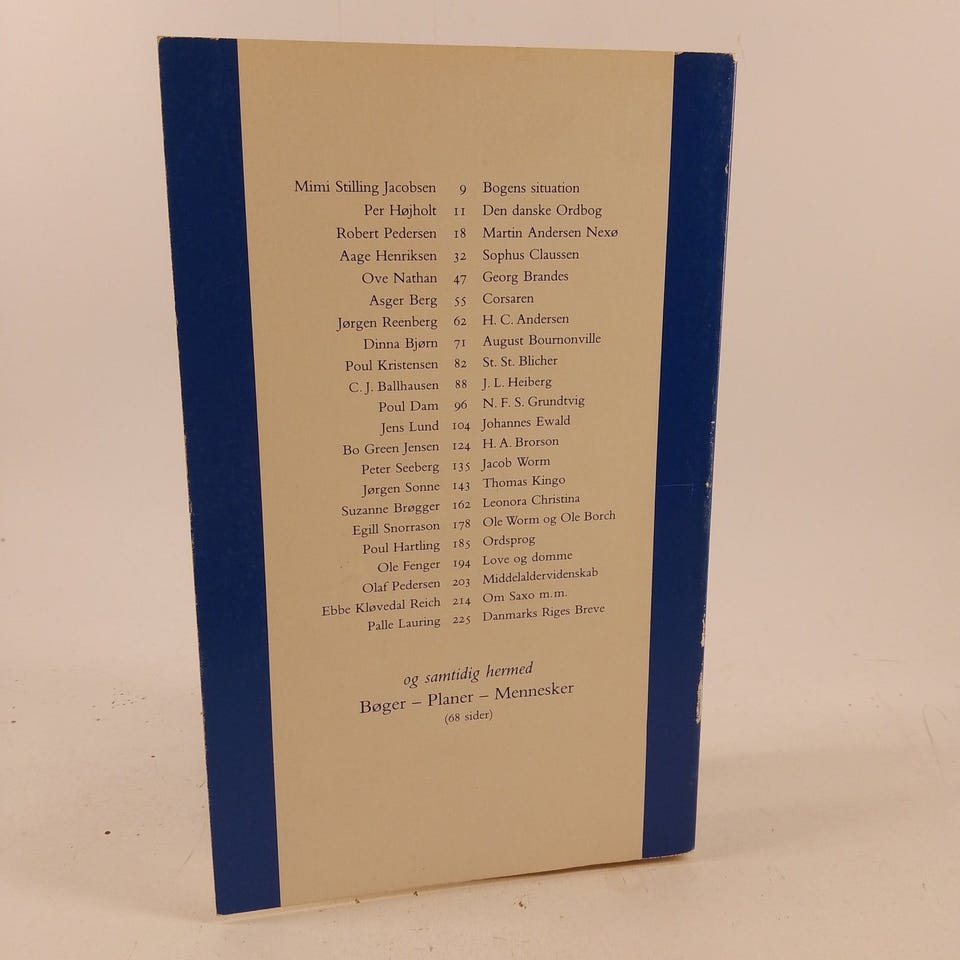 Mimi Stilling Jacobsen 9 Bogens situation
Per Højholt 11 Den danske Ordbog
Robert Pedersen 18 Martin Andersen Nexø
Aage Henriksen 32 Sophus Claussen
Ove Nathan 47 Georg Brandes
Asger Berg 55 Corsaren
Jørgen Reenberg 62 H. C. Andersen
Dinna Bjørn 71 August Bournonville
Poul Kristensen 82 St. St. Blicher
C. J. Ballhausen 88 J. L. Heiberg
Poul Dam 96 N. F. S. Grundtvig
Jens Lund 104 Johannes Ewald
Bo Green Jensen 124 H. A. Brorson
Peter Seeberg 135 Jacob Worm
Jørgen Sonne 143 Thomas Kingo
Suzanne Brøgger 162 Leonora Christina
Egill Snorrason 178 Ole Worm og Ole Borch
Poul Hartling 185 Ordsprog
Ole Fenger 194 Love og domme
Olaf Pedersen 203 Middelaldervidenskab
Ebbe Kløvedal Reich 214 Om Saxo m.m.
Palle Lauring 225 Danmarks Riges Breve
og samtidig hermed
Bøger – Planer – Mennesker
(68 sider)